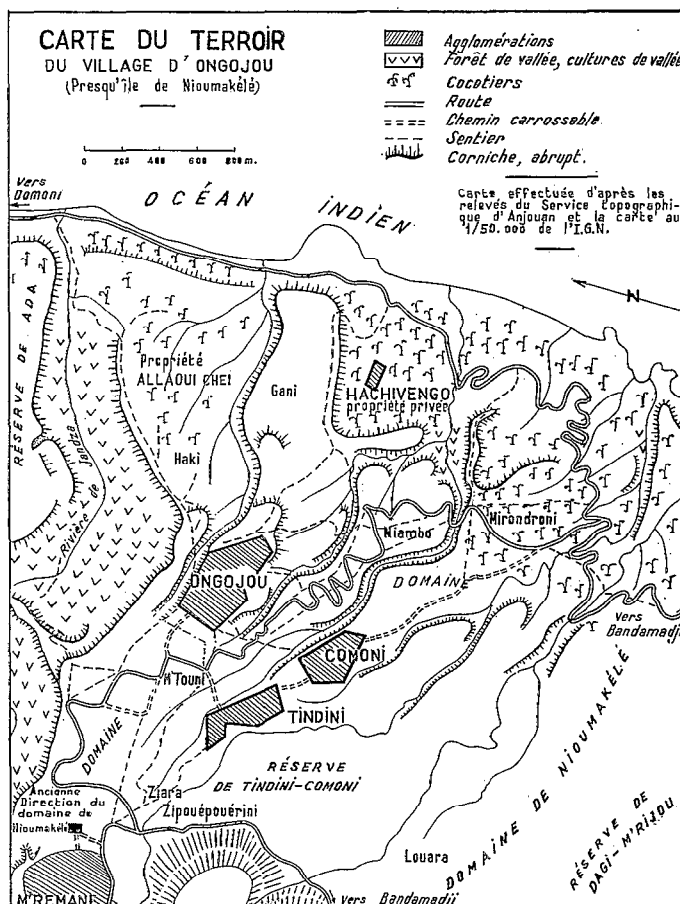 CARTE DU TERROIR
DU VILLAGE D'ONGOJOU
(Presqu'île de Nioumakélé)
0 200 400 600 800 m.
Agglomérations
Forêt de vallée, cultures de vallée
Cocotiers
Route
Chemin carrossable
Sentier
Corniche, abrupt.
Carte effectuée d'après les
relevés du Service topographi-
que d'Anjouan et la carte au
1/50.000 de l'I.G.N.
Vers
Domoni
OCÉAN INDIEN
N
RÉSERVE DE ADA
Rivière de Jandza
Propriété
ALLAOUI CHEI
Gani
HACHIVENGO
propriété privée
Haki
Niambo
Mirondroni
ONGOJOU
DOMAINE
COMONI
vers
Bandamadji
M'Touni
TINDINI
DOMAINE
RÉSERVE
DE TINDINI-COMONI
DOMAINE DE NIOUMAKÉLÉ
Ziara
Zipouépouérini
Ancienne
Direction du
domaine de
Nioumakélé
Louara
RÉSERVE DE
DAGI-M'RIJOU
M'REMANI
vers Bandamadji